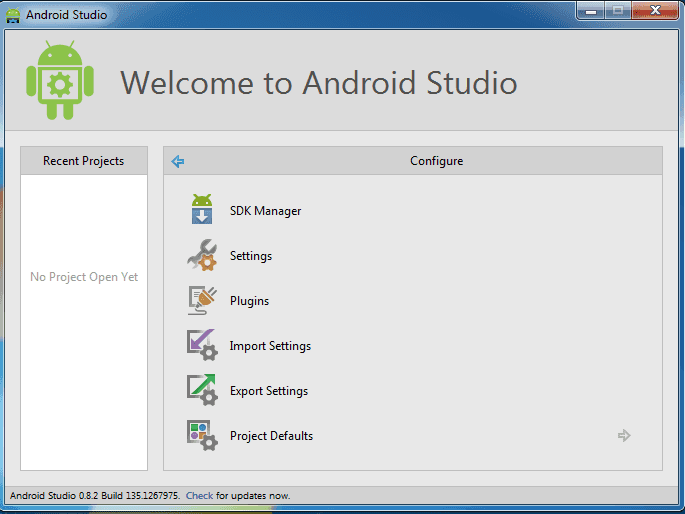 Android Studio
Welcome to Android Studio
Recent Projects
Configure
No Project Open Yet
SDK Manager
Settings
Plugins
Import Settings
Export Settings
Project Defaults
Android Studio 0.8.2 Build 135.1267975. Check for updates now.